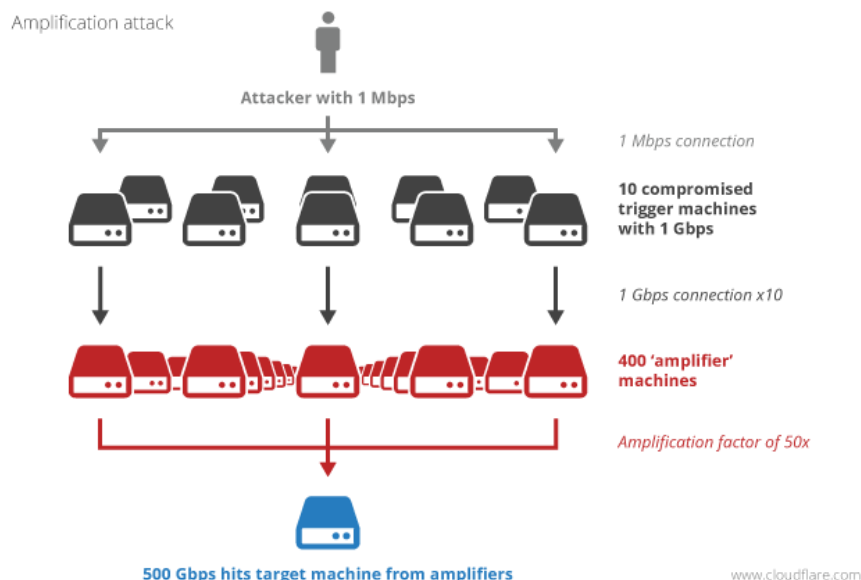 Amplification attack
Attacker with 1 Mbps
1 Mbps connection
10 compromised
trigger machines
with 1 Gbps
1 Gbps connection x10
400 ‘amplifier’
machines
Amplification factor of 50x
500 Gbps hits target machine from amplifiers
www.cloudflare.com